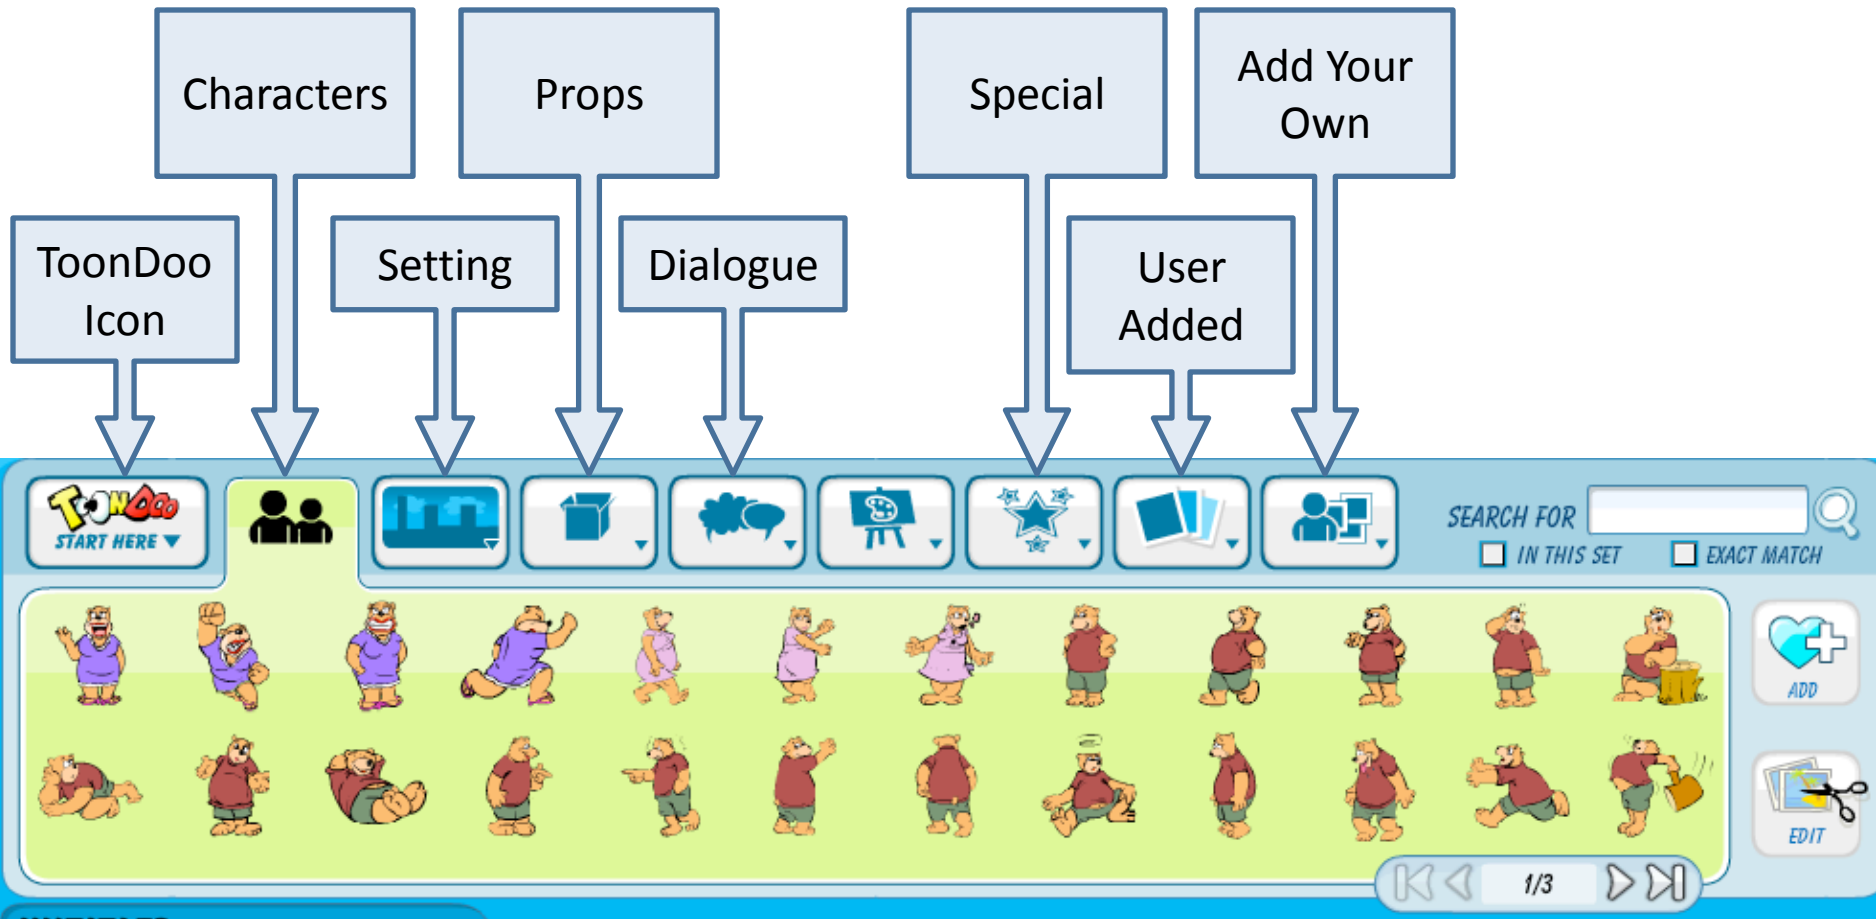 Characters
Props
Special
Add Your
Own
ToonDoo
Icon
Setting
Dialogue
User
Added
TOONDOO
START HERE
SEARCH FOR
IN THIS SET
EXACT MATCH
ADD
EDIT
1/3